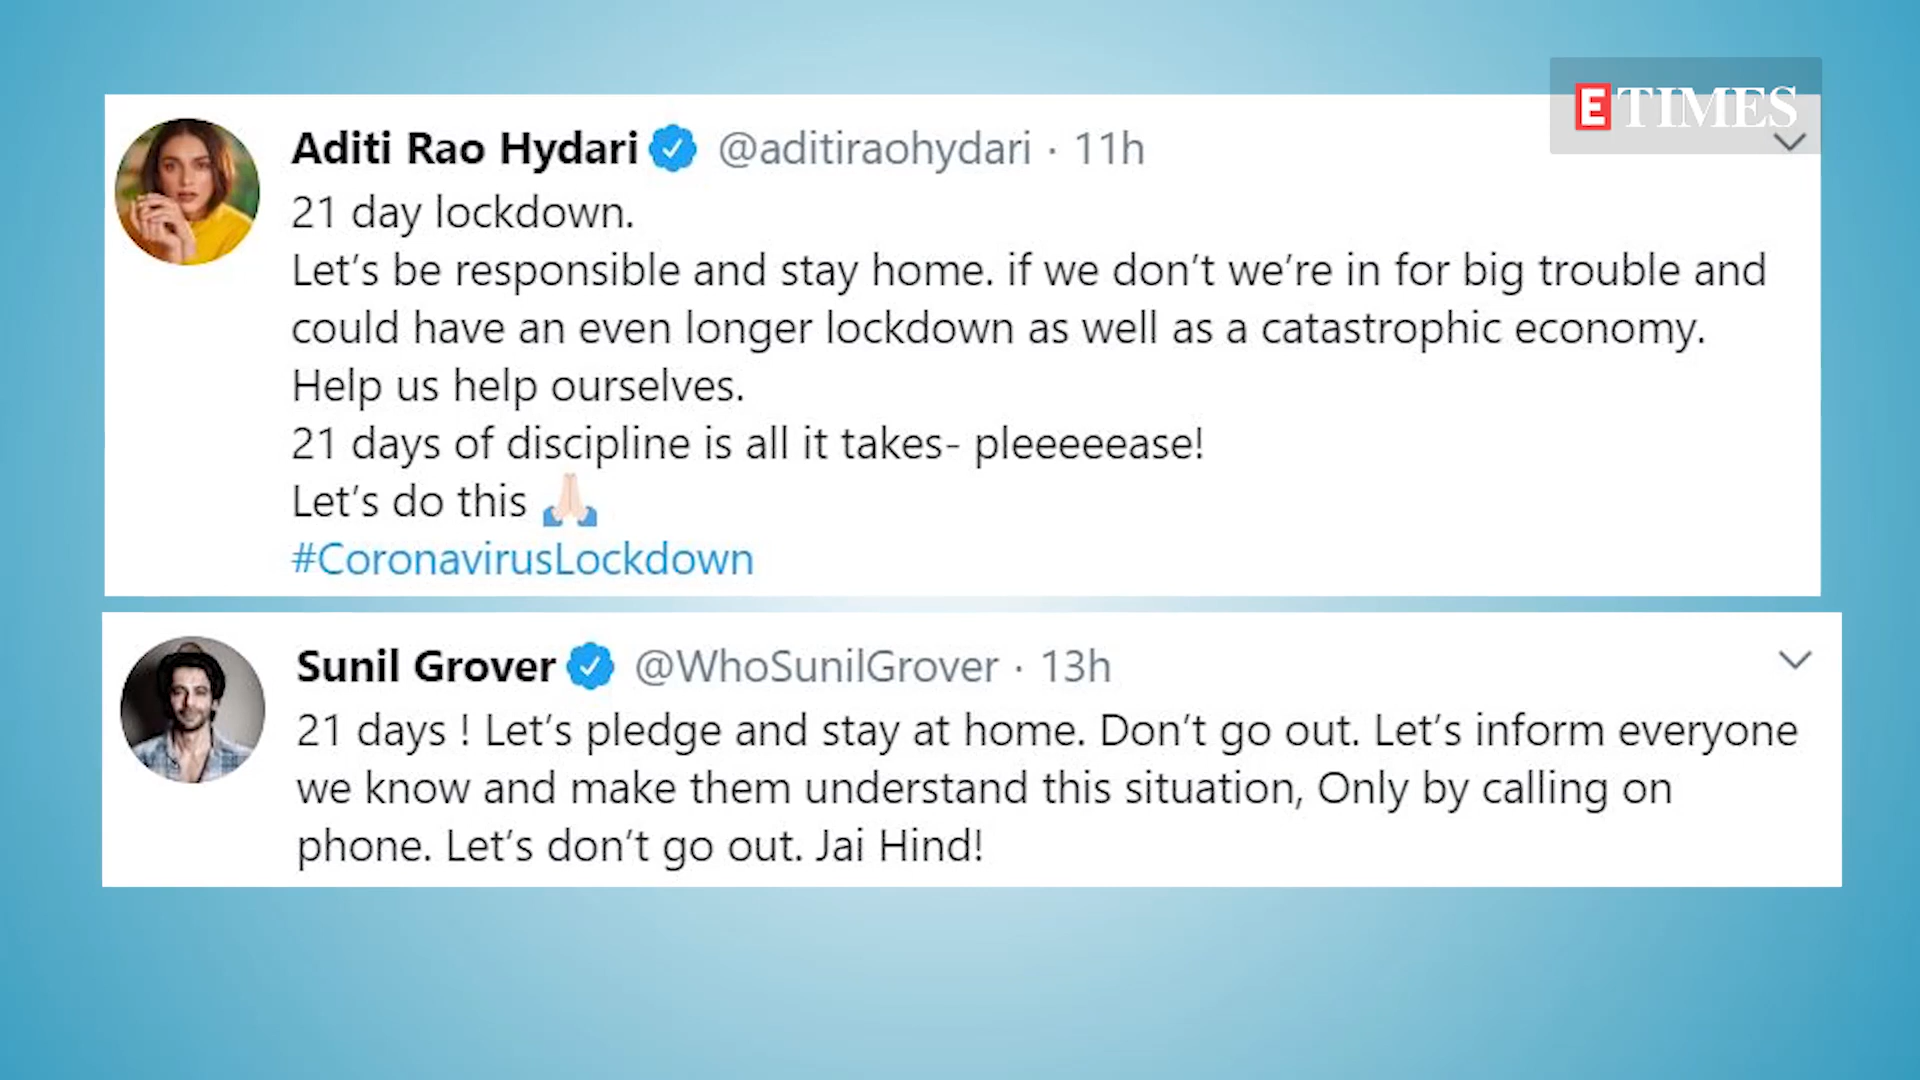 E TIMES
Aditi Rao Hydari @aditiraohydari · 11h
21 day lockdown.
Let's be responsible and stay home. if we don't we're in for big trouble and
could have an even longer lockdown as well as a catastrophic economy.
Help us help ourselves.
21 days of discipline is all it takes- pleeeeease!
Let's do this 🙏🏻
#CoronavirusLockdown
Sunil Grover @WhoSunilGrover · 13h
21 days ! Let's pledge and stay at home. Don't go out. Let's inform everyone
we know and make them understand this situation, Only by calling on
phone. Let's don't go out. Jai Hind!